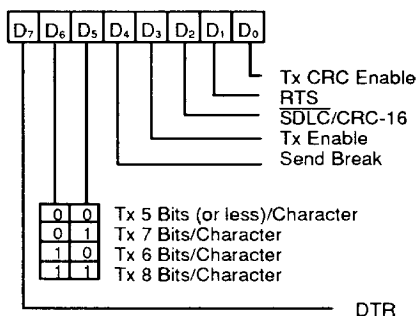 D₇ D₆ D₅ D₄ D₃ D₂ D₁ D₀
Tx CRC Enable
RTS
SDLC/CRC-16
Tx Enable
Send Break
0 0 Tx 5 Bits (or less)/Character
0 1 Tx 7 Bits/Character
1 0 Tx 6 Bits/Character
1 1 Tx 8 Bits/Character
DTR